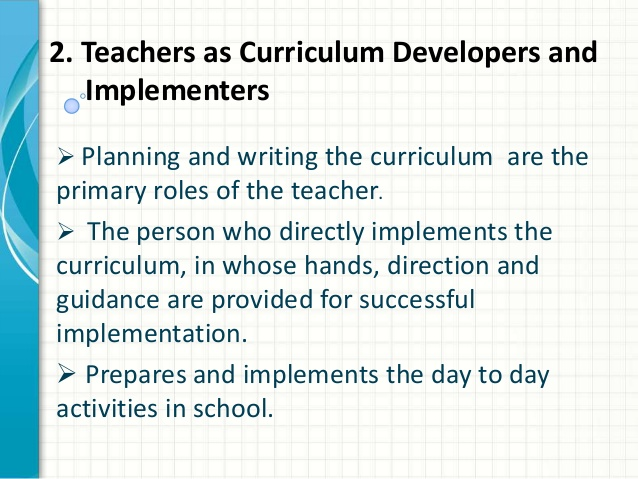 2. Teachers as Curriculum Developers and
Implementers
➢ Planning and writing the curriculum are the
primary roles of the teacher.
➢ The person who directly implements the
curriculum, in whose hands, direction and
guidance are provided for successful
implementation.
➢ Prepares and implements the day to day
activities in school.